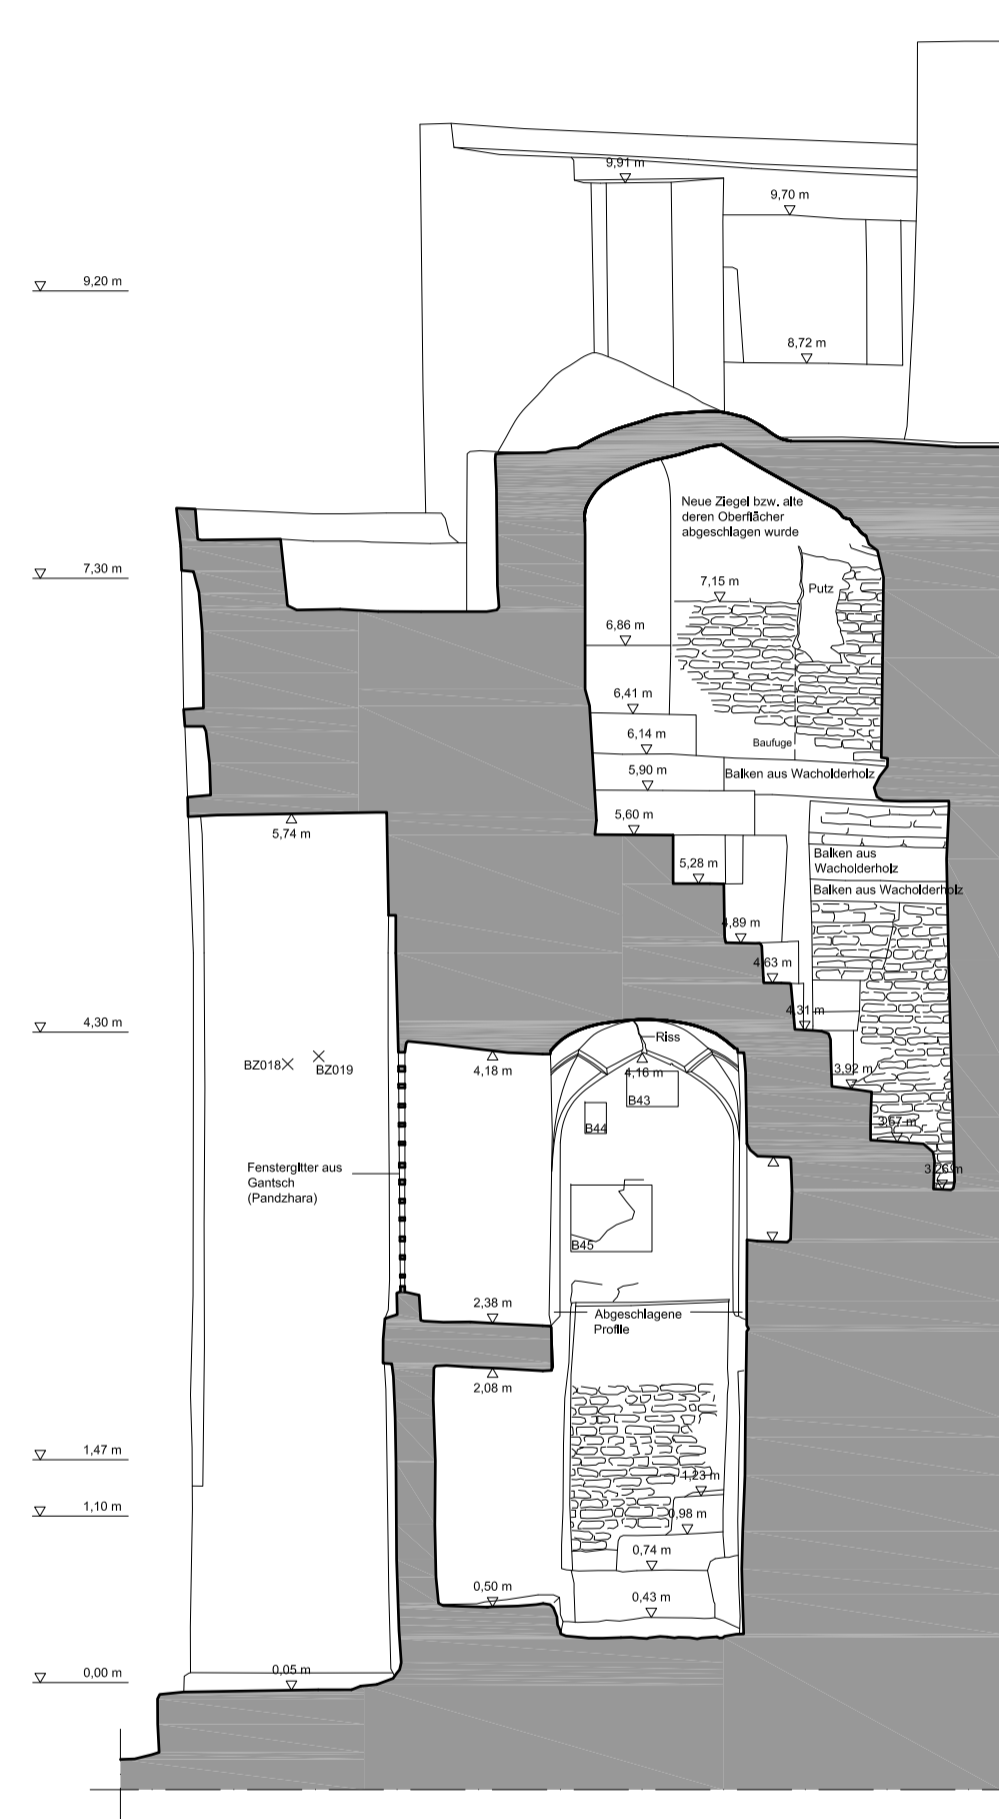 9,91 m
9,70 m
9,20 m
8,72 m
Neue Ziegel bzw. alte
deren Oberflächer
abgeschlagen wurde
7,30 m
7,15 m
Putz
6,86 m
6,41 m
6,14 m
Baufuge
5,90 m
Balken aus Wacholderholz
5,60 m
5,74 m
5,28 m
Balken aus
Wacholderholz
Balken aus Wacholderholz
4,89 m
4,63 m
4,31 m
4,30 m
Riss
BZ018
BZ019
4,18 m
4,16 m
3,92 m
B43
B44
3,67 m
Fenstergitter aus
Gantsch
(Pandzhara)
3,26 m
B45
2,38 m
Abgeschlagene
Profile
2,08 m
1,47 m
1,23 m
1,10 m
0,98 m
0,74 m
0,50 m
0,43 m
0,00 m
0,05 m